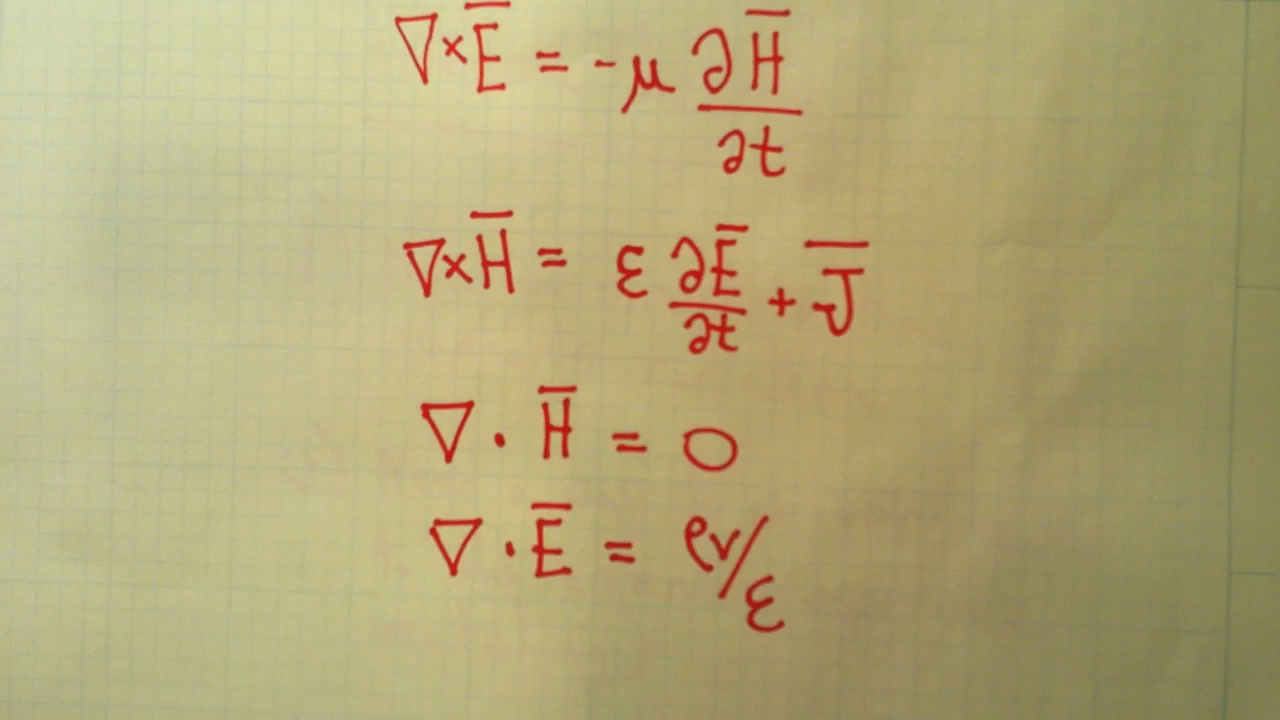 ∇×E̅ = -μ ∂H̅/∂t
∇×H̅ = ε ∂E̅/∂t + J̅
∇ · H̅ = 0
∇ · E̅ = ρv/ε